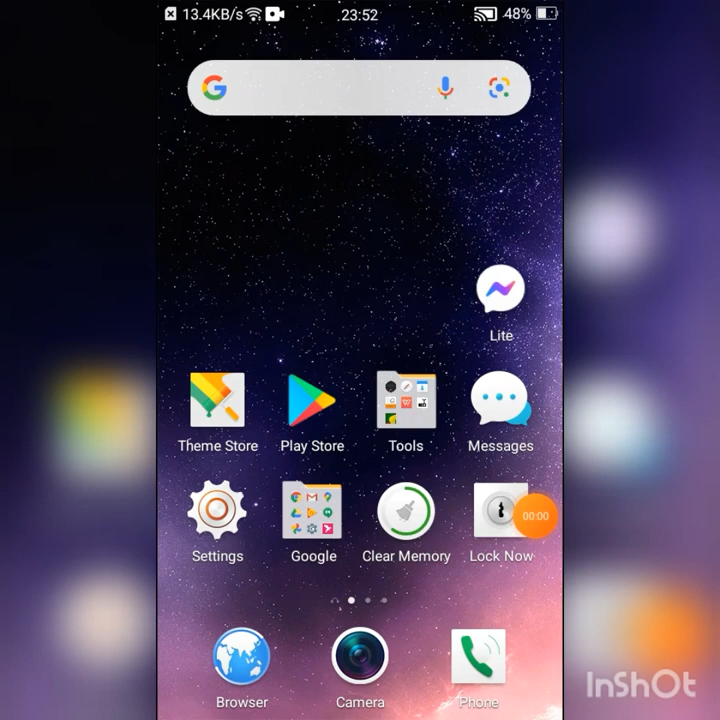 13.4KB/s 23:52 48%
Lite
Theme Store Play Store Tools Messages
00:00
Settings Google Clear Memory Lock Now
Browser Camera Phone
InShOt